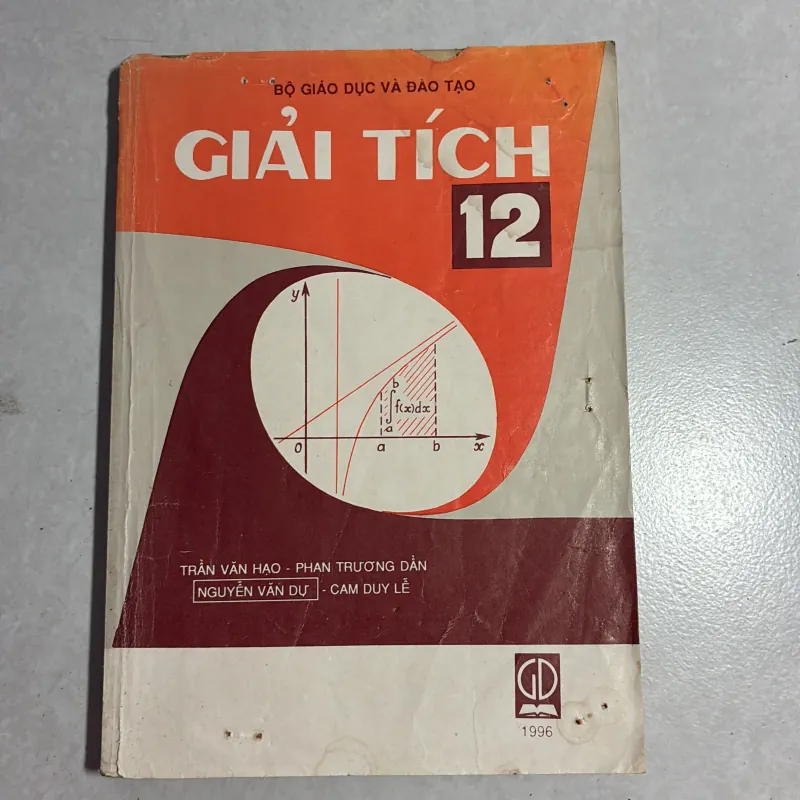 BỘ GIÁO DỤC VÀ ĐÀO TẠO
GIẢI TÍCH
12
y
b
∫ f(x)dx
a
0 a b x
TRẦN VĂN HẠO - PHAN TRƯƠNG DẦN
NGUYỄN VĂN DỰ - CAM DUY LỄ
GD
1996